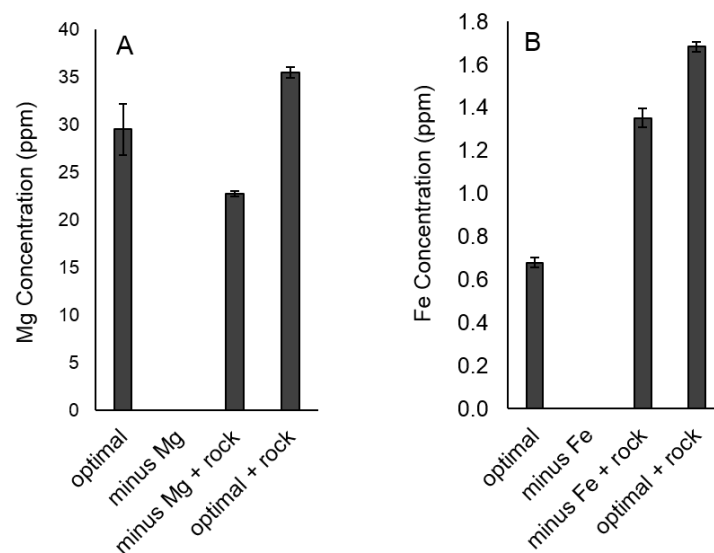 A
Mg Concentration (ppm)
40
35
30
25
20
15
10
5
0
optimal
minus Mg
minus Mg + rock
optimal + rock
B
Fe Concentration (ppm)
1.8
1.6
1.4
1.2
1.0
0.8
0.6
0.4
0.2
0.0
optimal
minus Fe
minus Fe + rock
optimal + rock